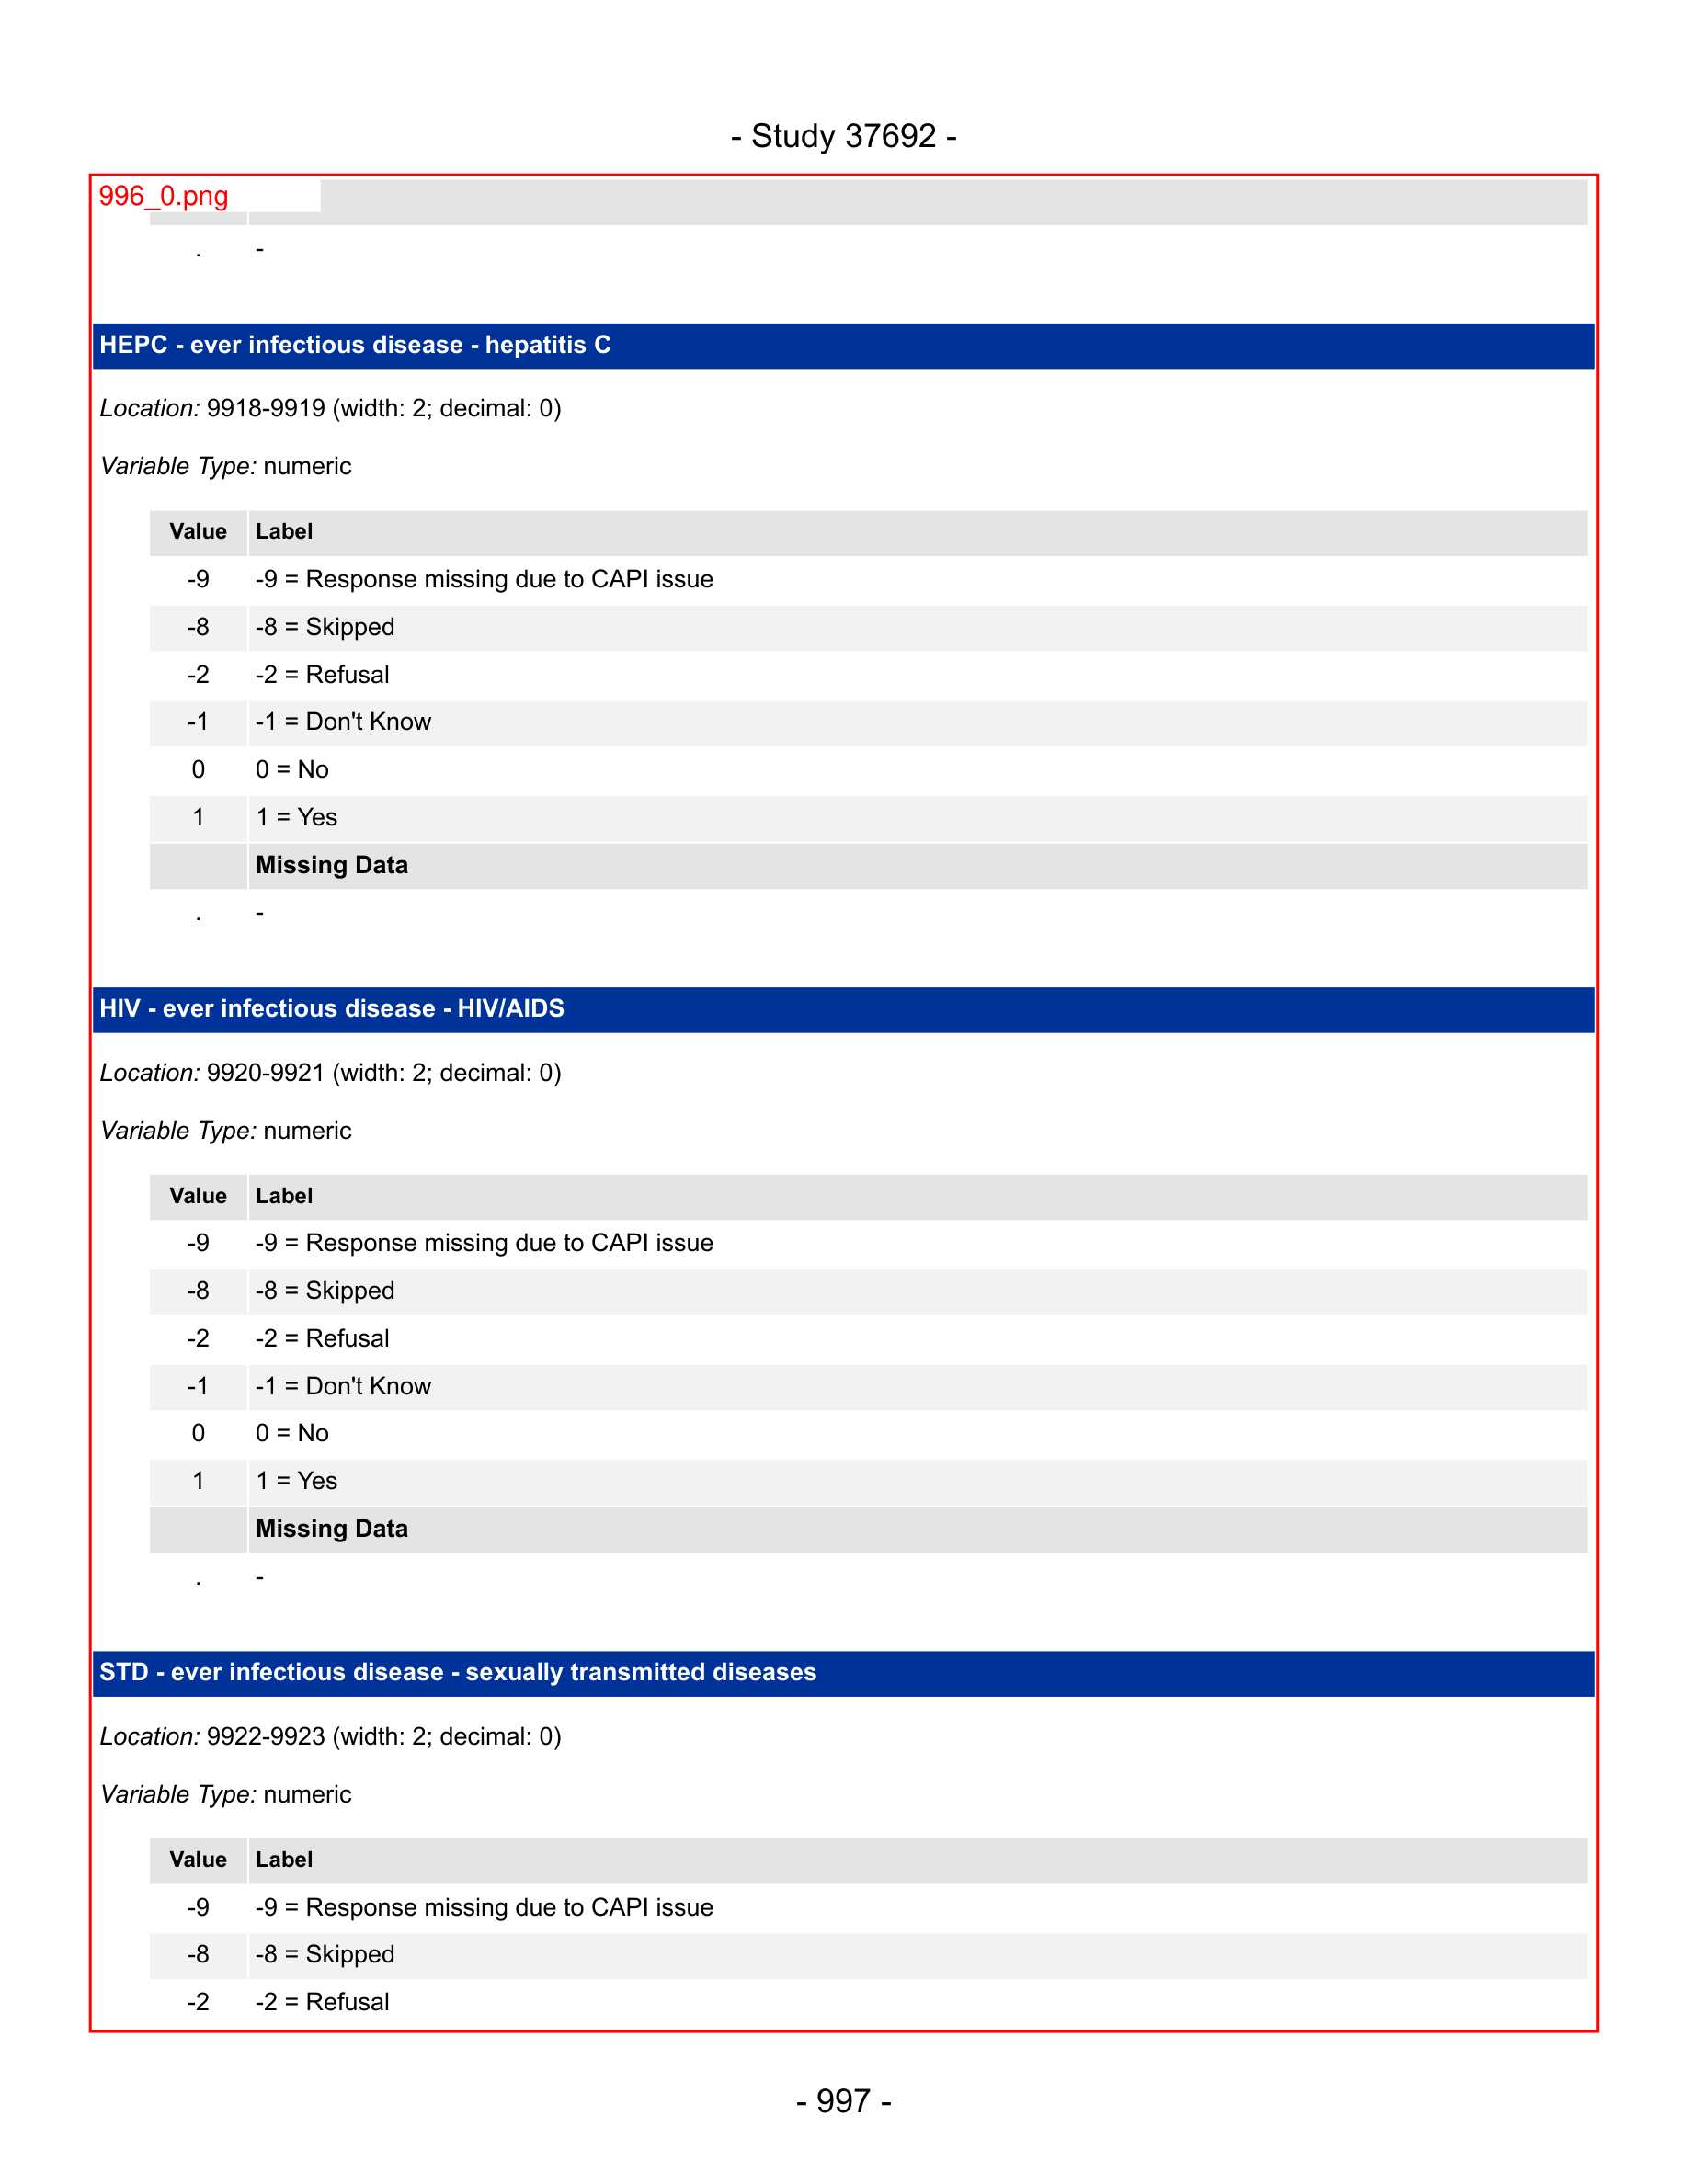 - Study 37692 -
996_0.png
. -
HEPC - ever infectious disease - hepatitis C
Location: 9918-9919 (width: 2; decimal: 0)
Variable Type: numeric
Value Label
-9 -9 = Response missing due to CAPI issue
-8 -8 = Skipped
-2 -2 = Refusal
-1 -1 = Don't Know
0 0 = No
1 1 = Yes
Missing Data
. -
HIV - ever infectious disease - HIV/AIDS
Location: 9920-9921 (width: 2; decimal: 0)
Variable Type: numeric
Value Label
-9 -9 = Response missing due to CAPI issue
-8 -8 = Skipped
-2 -2 = Refusal
-1 -1 = Don't Know
0 0 = No
1 1 = Yes
Missing Data
. -
STD - ever infectious disease - sexually transmitted diseases
Location: 9922-9923 (width: 2; decimal: 0)
Variable Type: numeric
Value Label
-9 -9 = Response missing due to CAPI issue
-8 -8 = Skipped
-2 -2 = Refusal
- 997 -